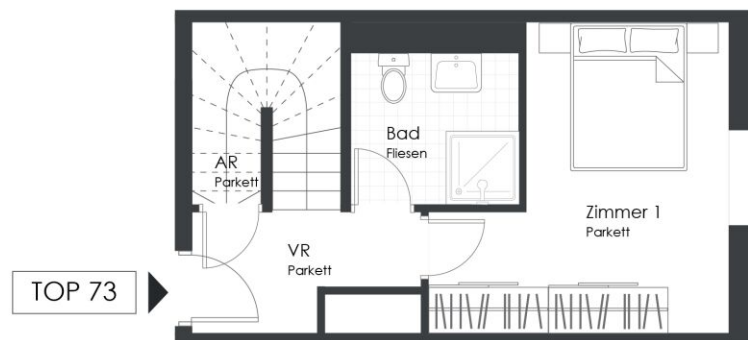 Bad
Fliesen
AR
Parkett
Zimmer 1
Parkett
VR
Parkett
TOP 73